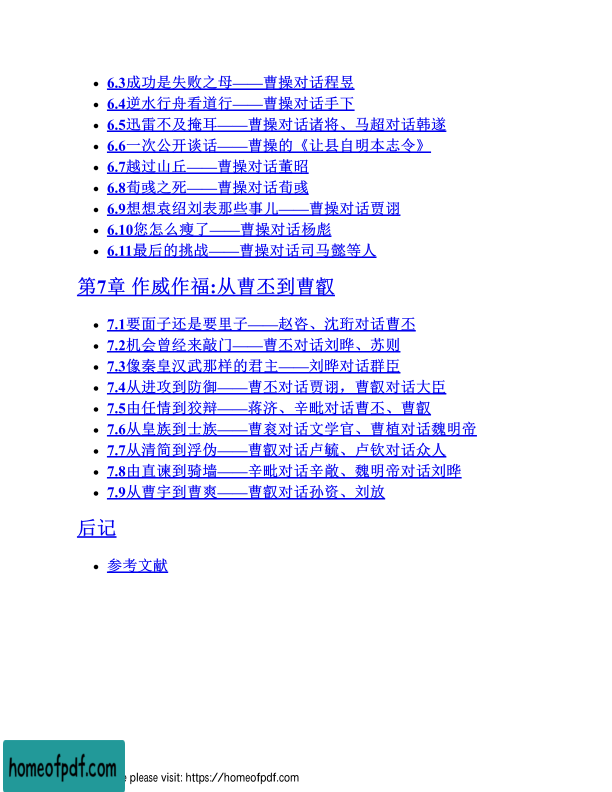 6.3成功是失败之母——曹操对话程昱
6.4逆水行舟看道行——曹操对话手下
6.5迅雷不及掩耳——曹操对话诸将、马超对话韩遂
6.6一次公开谈话——曹操的《让县自明本志令》
6.7越过山丘——曹操对话董昭
6.8荀彧之死——曹操对话荀彧
6.9想想袁绍刘表那些事儿——曹操对话贾诩
6.10您怎么瘦了——曹操对话杨彪
6.11最后的挑战——曹操对话司马懿等人
第7章 作威作福:从曹丕到曹叡
7.1要面子还是要里子——赵咨、沈珩对话曹丕
7.2机会曾经来敲门——曹丕对话刘晔、苏则
7.3像秦皇汉武那样的君主——刘晔对话群臣
7.4从进攻到防御——曹丕对话贾诩，曹叡对话大臣
7.5由任情到狡辩——蒋济、辛毗对话曹丕、曹叡
7.6从皇族到士族——曹衮对话文学官、曹植对话魏明帝
7.7从清简到浮伪——曹叡对话卢毓、卢钦对话众人
7.8由直谏到骑墙——辛毗对话辛敞、魏明帝对话刘晔
7.9从曹宇到曹爽——曹叡对话孙资、刘放
后记
参考文献
homeofpdf.com
e please visit: https://homeofpdf.com